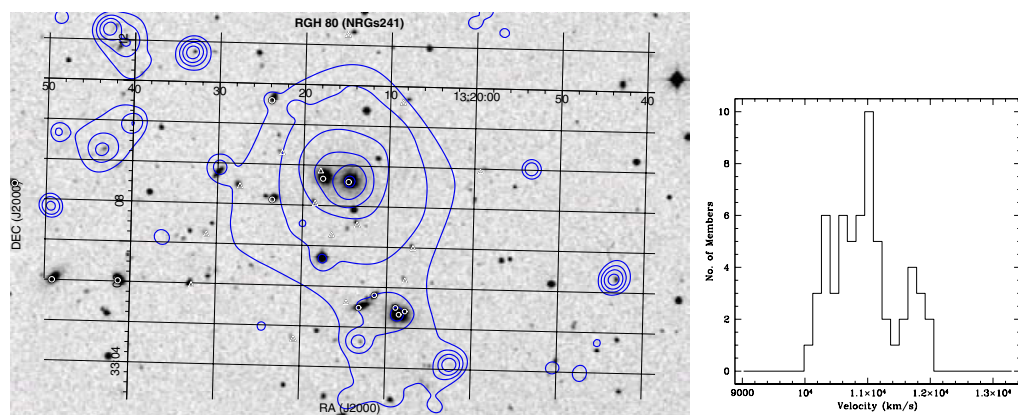 RGH 80 (NRGs241)
12
50 40 30 20 10 13:20:00 50 40
DEC (J2000)
08
33:04
RA (J2000)
No. of Members
10
8
6
4
2
0
9000 10⁴ 1.1×10⁴ 1.2×10⁴ 1.3×10⁴
Velocity (km/s)